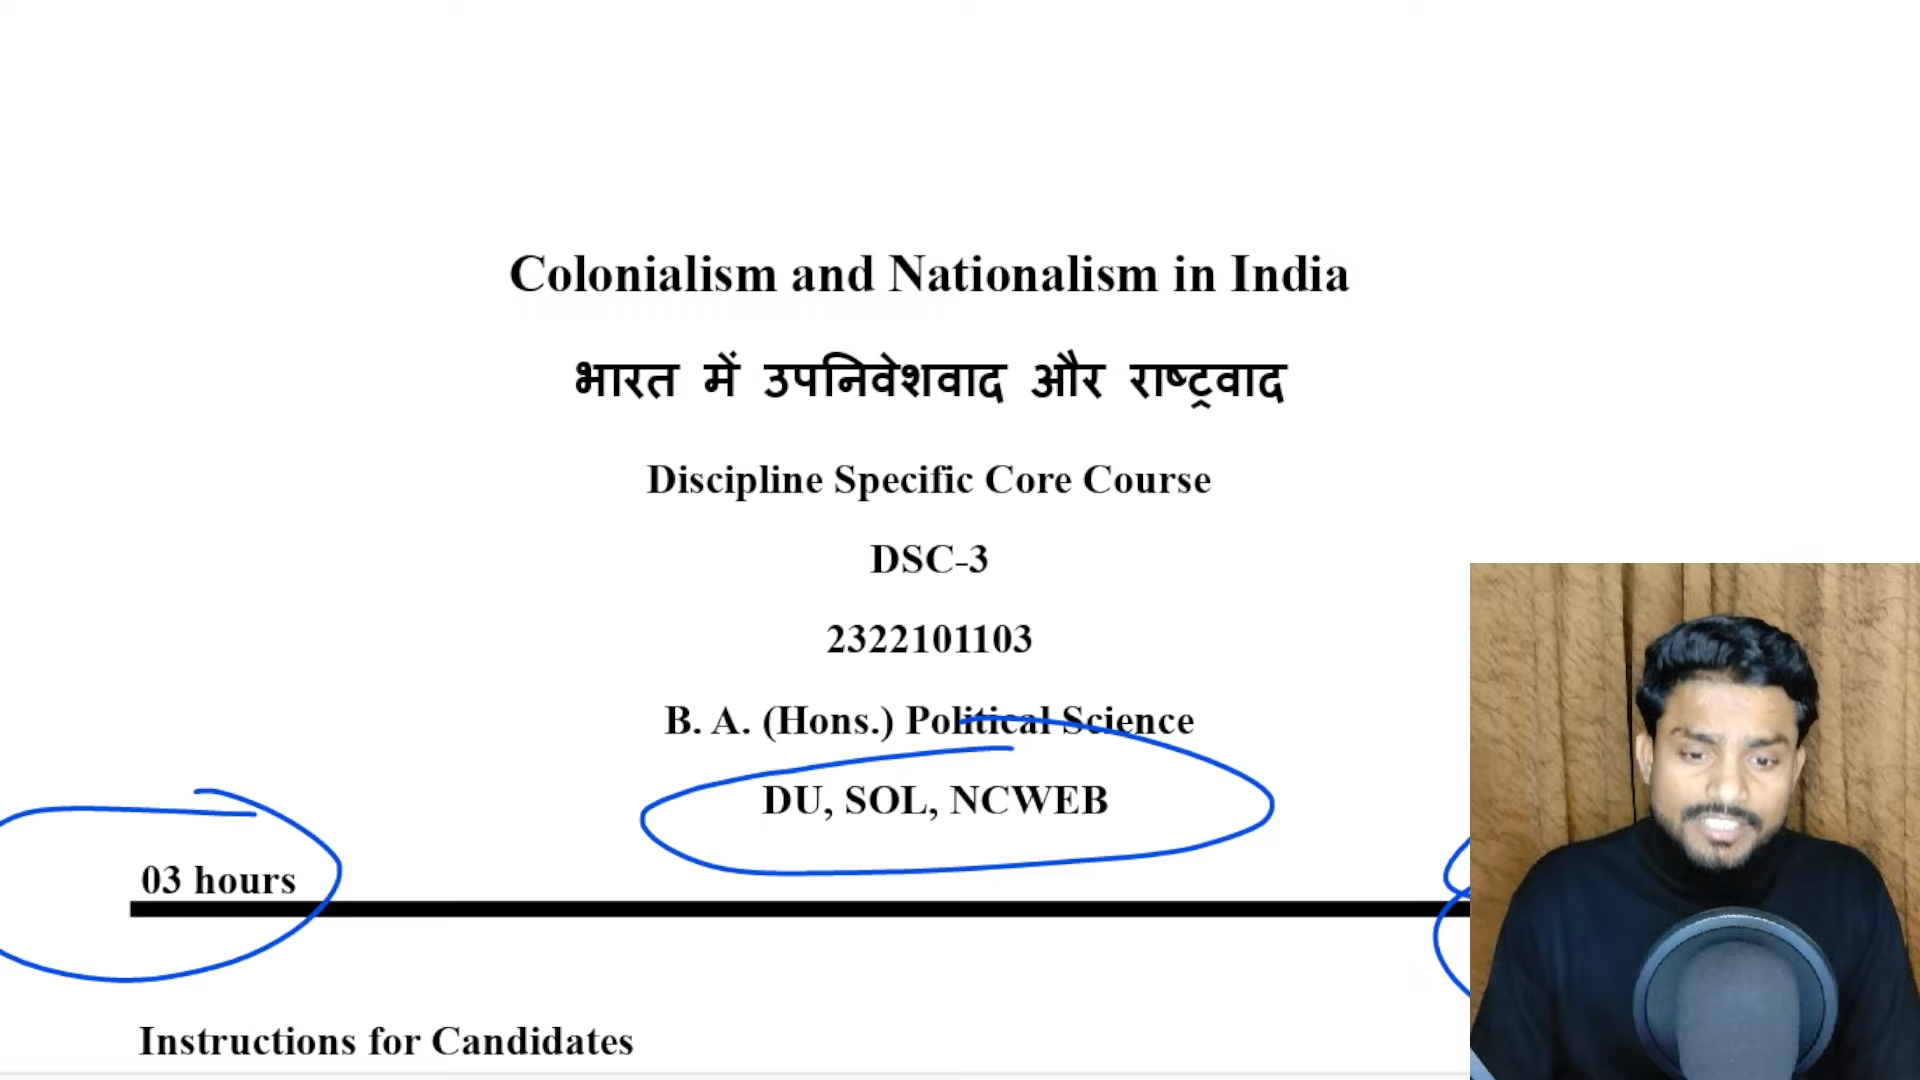 Colonialism and Nationalism in India
भारत में उपनिवेशवाद और राष्ट्रवाद
Discipline Specific Core Course
DSC-3
2322101103
B. A. (Hons.) Political Science
DU, SOL, NCWEB
03 hours
Instructions for Candidates